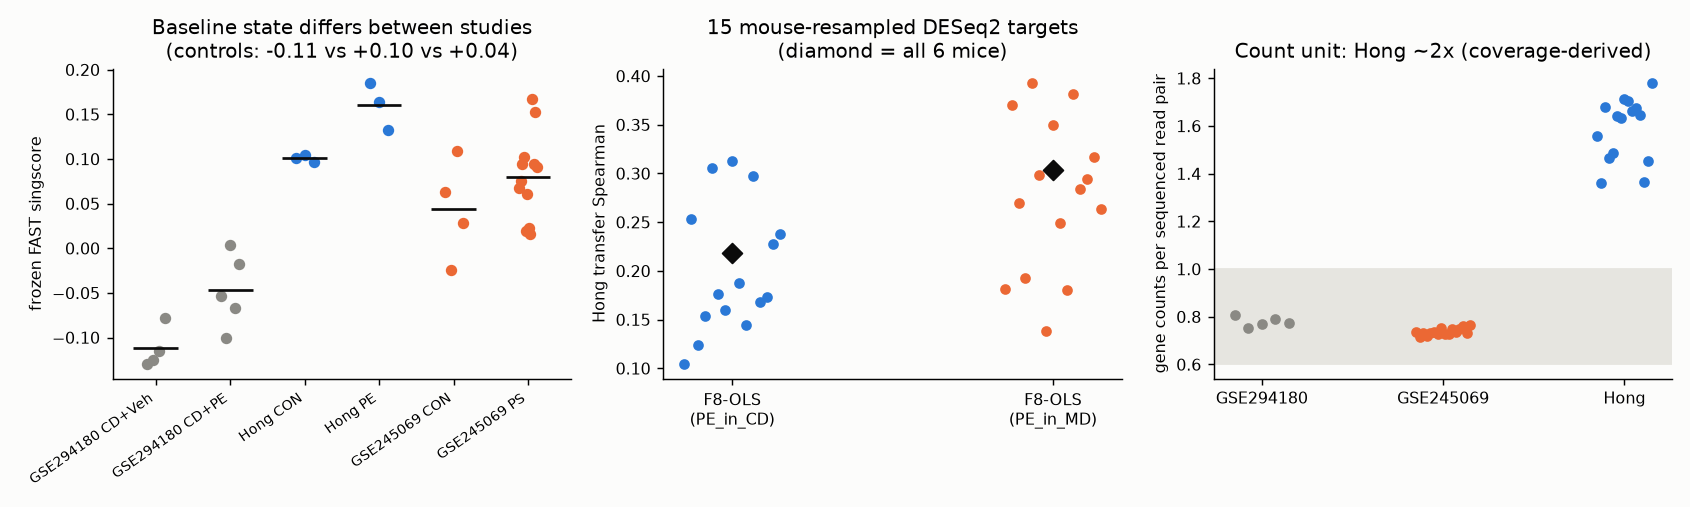 Baseline state differs between studies
(controls: -0.11 vs +0.10 vs +0.04)
frozen FAST singscore
0.20
0.15
0.10
0.05
0.00
−0.05
−0.10
GSE294180 CD+Veh
GSE294180 CD+PE
Hong CON
Hong PE
GSE245069 CON
GSE245069 PS
15 mouse-resampled DESeq2 targets
(diamond = all 6 mice)
Hong transfer Spearman
0.40
0.35
0.30
0.25
0.20
0.15
0.10
F8-OLS
(PE_in_CD)
F8-OLS
(PE_in_MD)
Count unit: Hong ~2x (coverage-derived)
gene counts per sequenced read pair
1.8
1.6
1.4
1.2
1.0
0.8
0.6
GSE294180
GSE245069
Hong